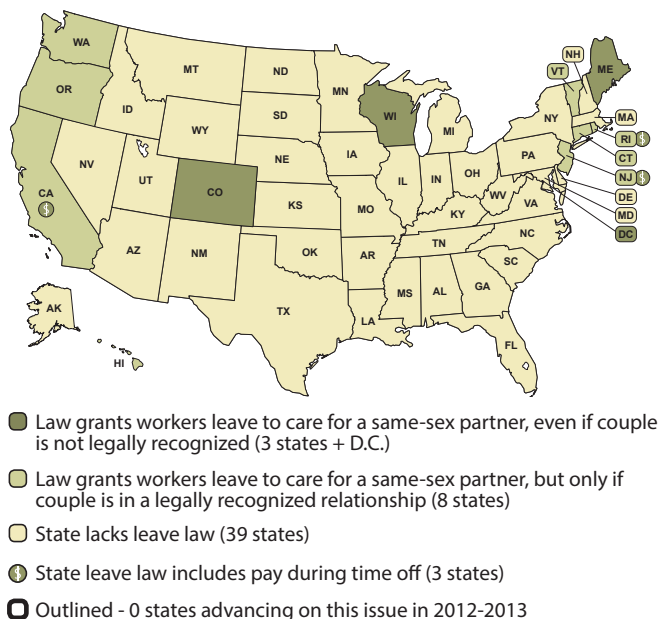 WA
OR
CA
$
NV
ID
MT
WY
UT
AZ
CO
NM
ND
SD
NE
KS
OK
TX
MN
IA
MO
AR
LA
WI
IL
MI
IN
OH
KY
TN
MS
AL
GA
FL
SC
NC
VA
WV
PA
NY
VT
NH
ME
MA
RI $
CT
NJ $
DE
MD
DC
AK
HI
Law grants workers leave to care for a same-sex partner, even if couple
is not legally recognized (3 states + D.C.)
Law grants workers leave to care for a same-sex partner, but only if
couple is in a legally recognized relationship (8 states)
State lacks leave law (39 states)
$ State leave law includes pay during time off (3 states)
Outlined - 0 states advancing on this issue in 2012-2013